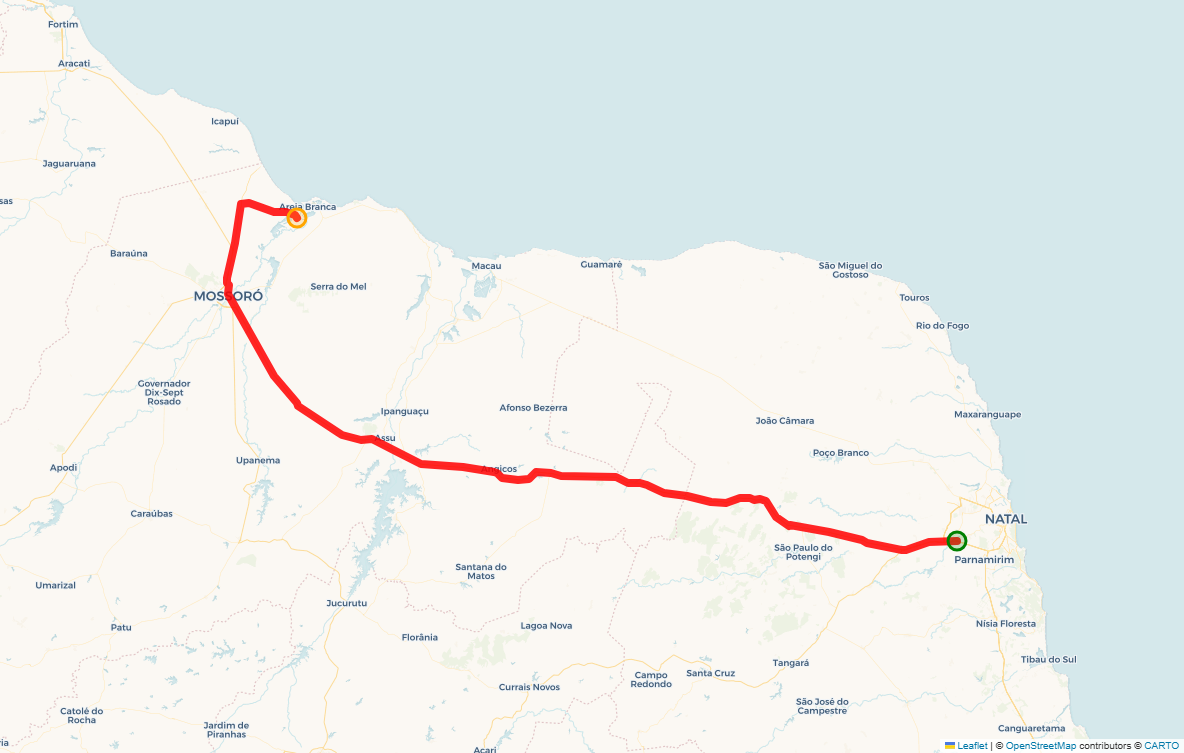 Fortim
Aracati
Icapuí
Jaguaruana
sas
Areia Branca
Baraúna
Macau
Guamaré
São Miguel do
Gostoso
Serra do Mel
MOSSORÓ
Touros
Rio do Fogo
Governador
Dix-Sept
Rosado
Ipanguaçu
Afonso Bezerra
Maxaranguape
João Câmara
Assu
Poço Branco
Upanema
Apodi
Angicos
Caraúbas
NATAL
São Paulo do
Potengi
Parnamirim
Santana do
Matos
Umarizal
Jucurutu
Patu
Florânia
Lagoa Nova
Nísia Floresta
Tibau do Sul
Tangará
Campo
Redondo
Santa Cruz
Currais Novos
São José do
Campestre
Catolé do
Rocha
Jardim de
Piranhas
Canguaretama
ria
Acari
Leaflet | © OpenStreetMap contributors © CARTO